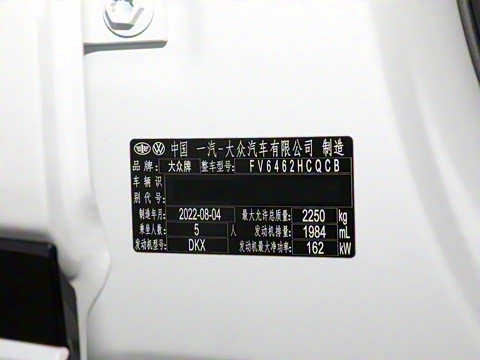 中国 一汽-大众汽车有限公司 制造
品牌: 大众牌 整车型号: FV6462HCQCB
车辆识别代号:
制造年月 2022-08-04 最大允许总质量: 2250 kg
乘坐人数: 5 人 发动机排量: 1984 mL
发动机型号: DKX 发动机最大净功率: 162 kW